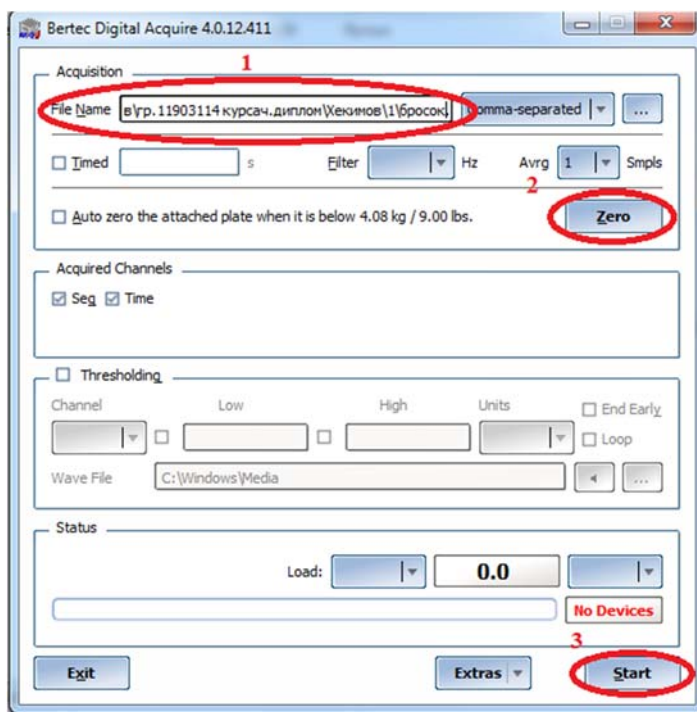 Bertec Digital Acquire 4.0.12.411
Acquisition
1
File Name в\гр.11903114 курсач.диплом\Хекимов\1\бросок. omma-separated ...
Timed s Filter Hz Avrg 1 Smpls
2
Auto zero the attached plate when it is below 4.08 kg / 9.00 lbs. Zero
Acquired Channels
Seq Time
Thresholding
Channel Low High Units End Early
Loop
Wave File C:\Windows\Media ...
Status
Load: 0.0
No Devices
3
Exit Extras Start